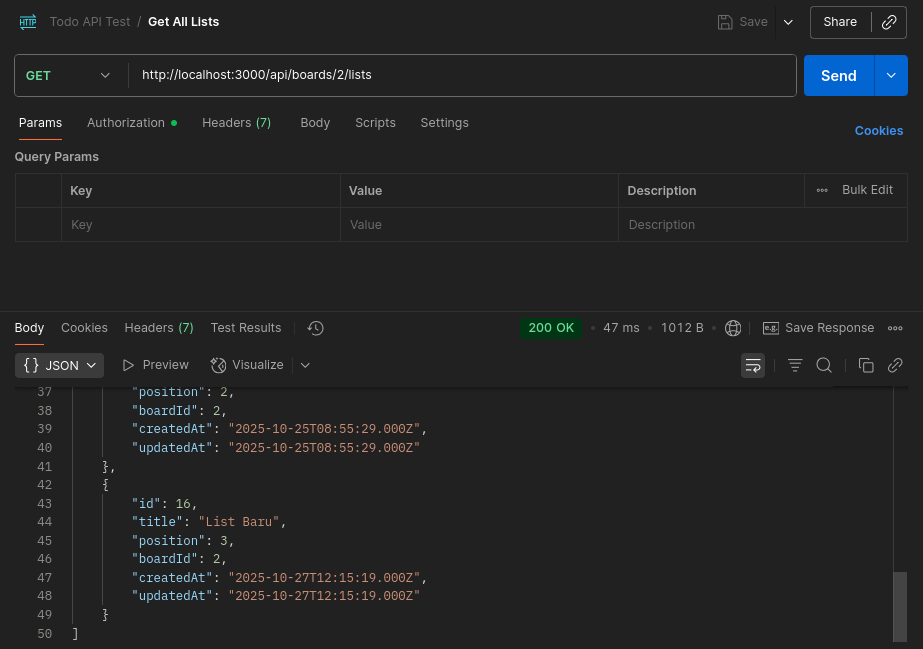 HTTP Todo API Test / Get All Lists Save Share
GET http://localhost:3000/api/boards/2/lists Send
Params Authorization Headers (7) Body Scripts Settings Cookies
Query Params
Key Value Description Bulk Edit
Key Value Description
Body Cookies Headers (7) Test Results 200 OK 47 ms 1012 B e.g. Save Response
{} JSON Preview Visualize
37 "position": 2,
38 "boardId": 2,
39 "createdAt": "2025-10-25T08:55:29.000Z",
40 "updatedAt": "2025-10-25T08:55:29.000Z"
41 },
42 {
43 "id": 16,
44 "title": "List Baru",
45 "position": 3,
46 "boardId": 2,
47 "createdAt": "2025-10-27T12:15:19.000Z",
48 "updatedAt": "2025-10-27T12:15:19.000Z"
49 }
50 ]